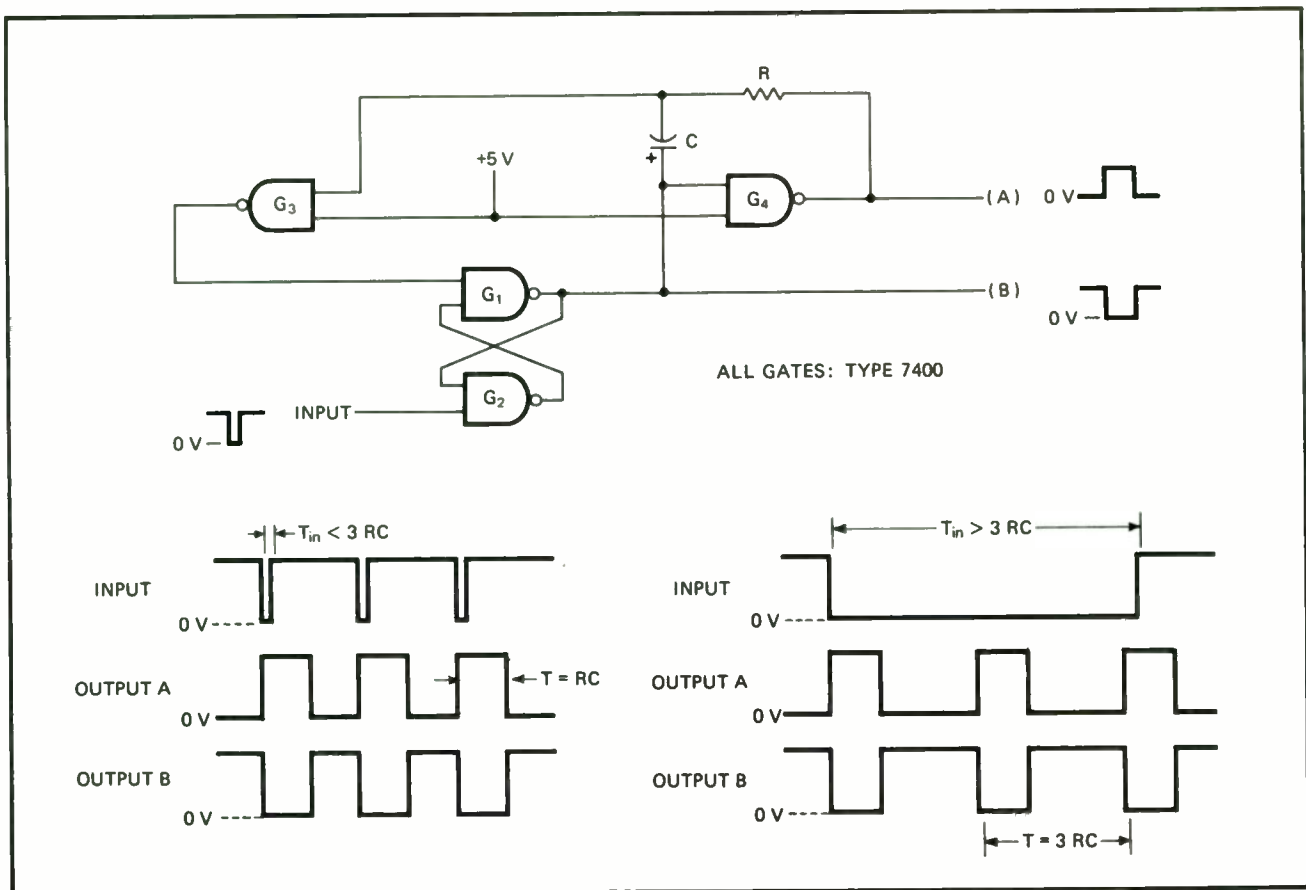 R
C
+
+5 V
G3
G4
(A)
0 V
G1
(B)
0 V
ALL GATES: TYPE 7400
G2
INPUT
0 V
Tin < 3 RC
INPUT
0 V
OUTPUT A
T = RC
0 V
OUTPUT B
0 V
Tin > 3 RC
INPUT
0 V
OUTPUT A
0 V
OUTPUT B
0 V
T = 3 RC